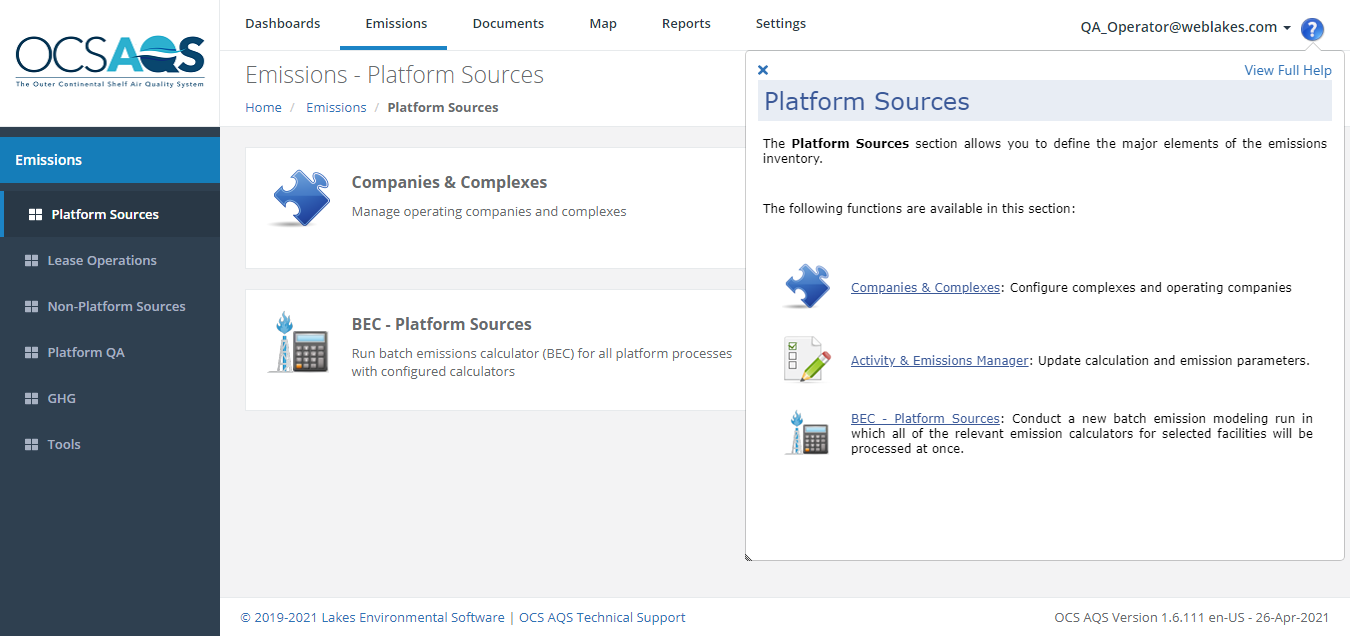 OCSAQS
The Outer Continental Shelf Air Quality System
Dashboards
Emissions
Documents
Map
Reports
Settings
QA_Operator@weblakes.com
?
Emissions - Platform Sources
Home / Emissions / Platform Sources
Emissions
Platform Sources
Lease Operations
Non-Platform Sources
Platform QA
GHG
Tools
Companies & Complexes
Manage operating companies and complexes
BEC - Platform Sources
Run batch emissions calculator (BEC) for all platform processes
with configured calculators
View Full Help
Platform Sources
The Platform Sources section allows you to define the major elements of the emissions
inventory.
The following functions are available in this section:
Companies & Complexes: Configure complexes and operating companies
Activity & Emissions Manager: Update calculation and emission parameters.
BEC - Platform Sources: Conduct a new batch emission modeling run in
which all of the relevant emission calculators for selected facilities will be
processed at once.
© 2019-2021 Lakes Environmental Software | OCS AQS Technical Support
OCS AQS Version 1.6.111 en-US - 26-Apr-2021